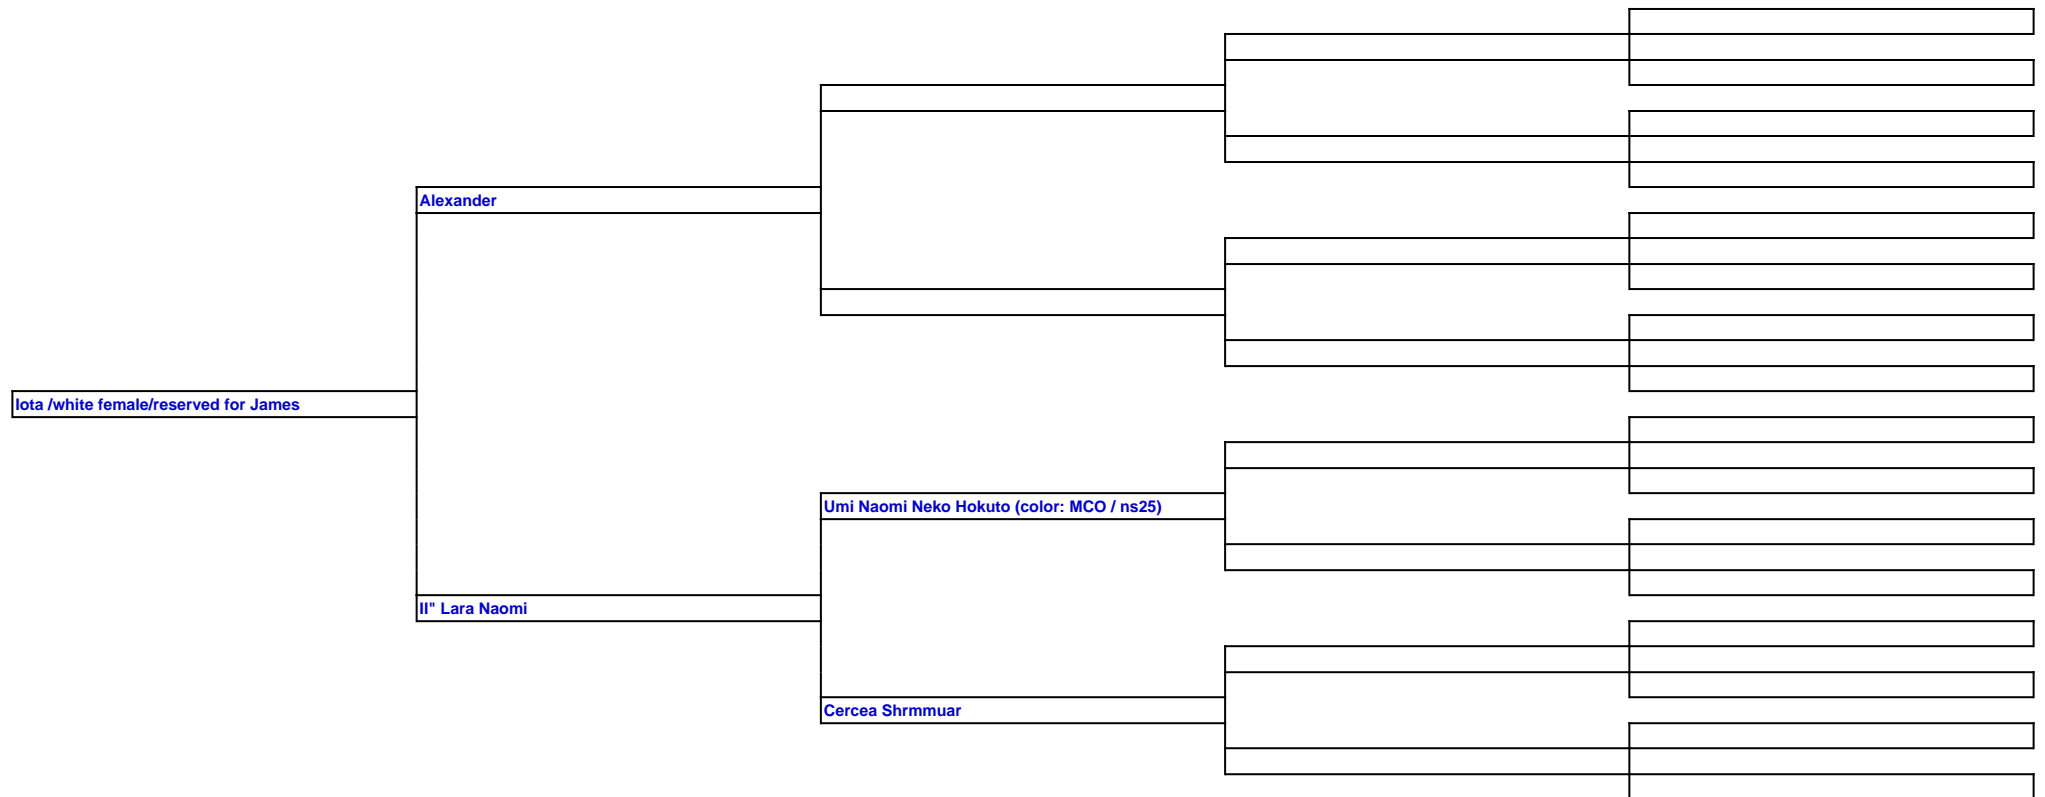 Alexander
Iota /white female/reserved for James
Umi Naomi Neko Hokuto (color: MCO / ns25)
II" Lara Naomi
Cercea Shrmmuar